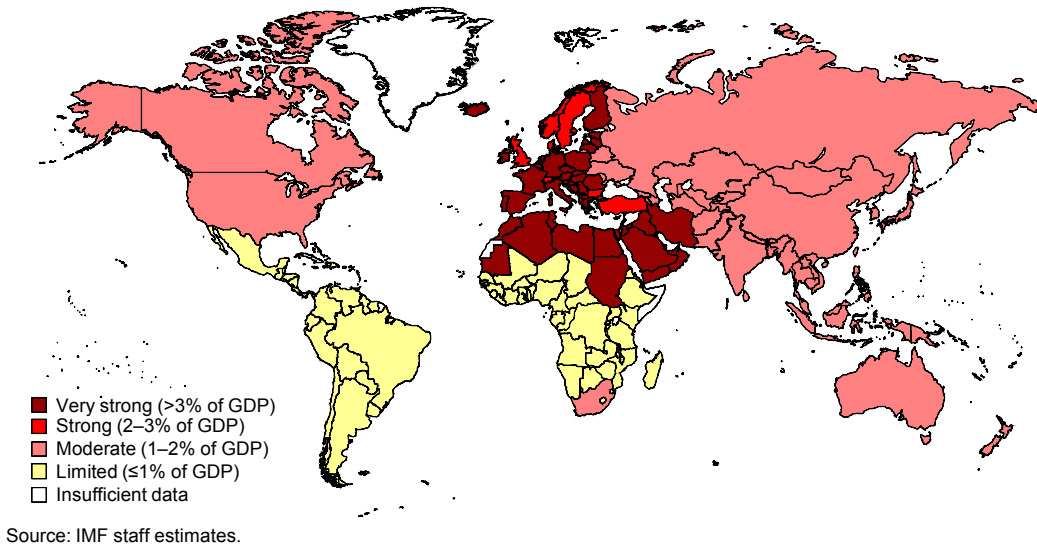 Very strong (>3% of GDP)
Strong (2–3% of GDP)
Moderate (1–2% of GDP)
Limited (≤1% of GDP)
Insufficient data
Source: IMF staff estimates.